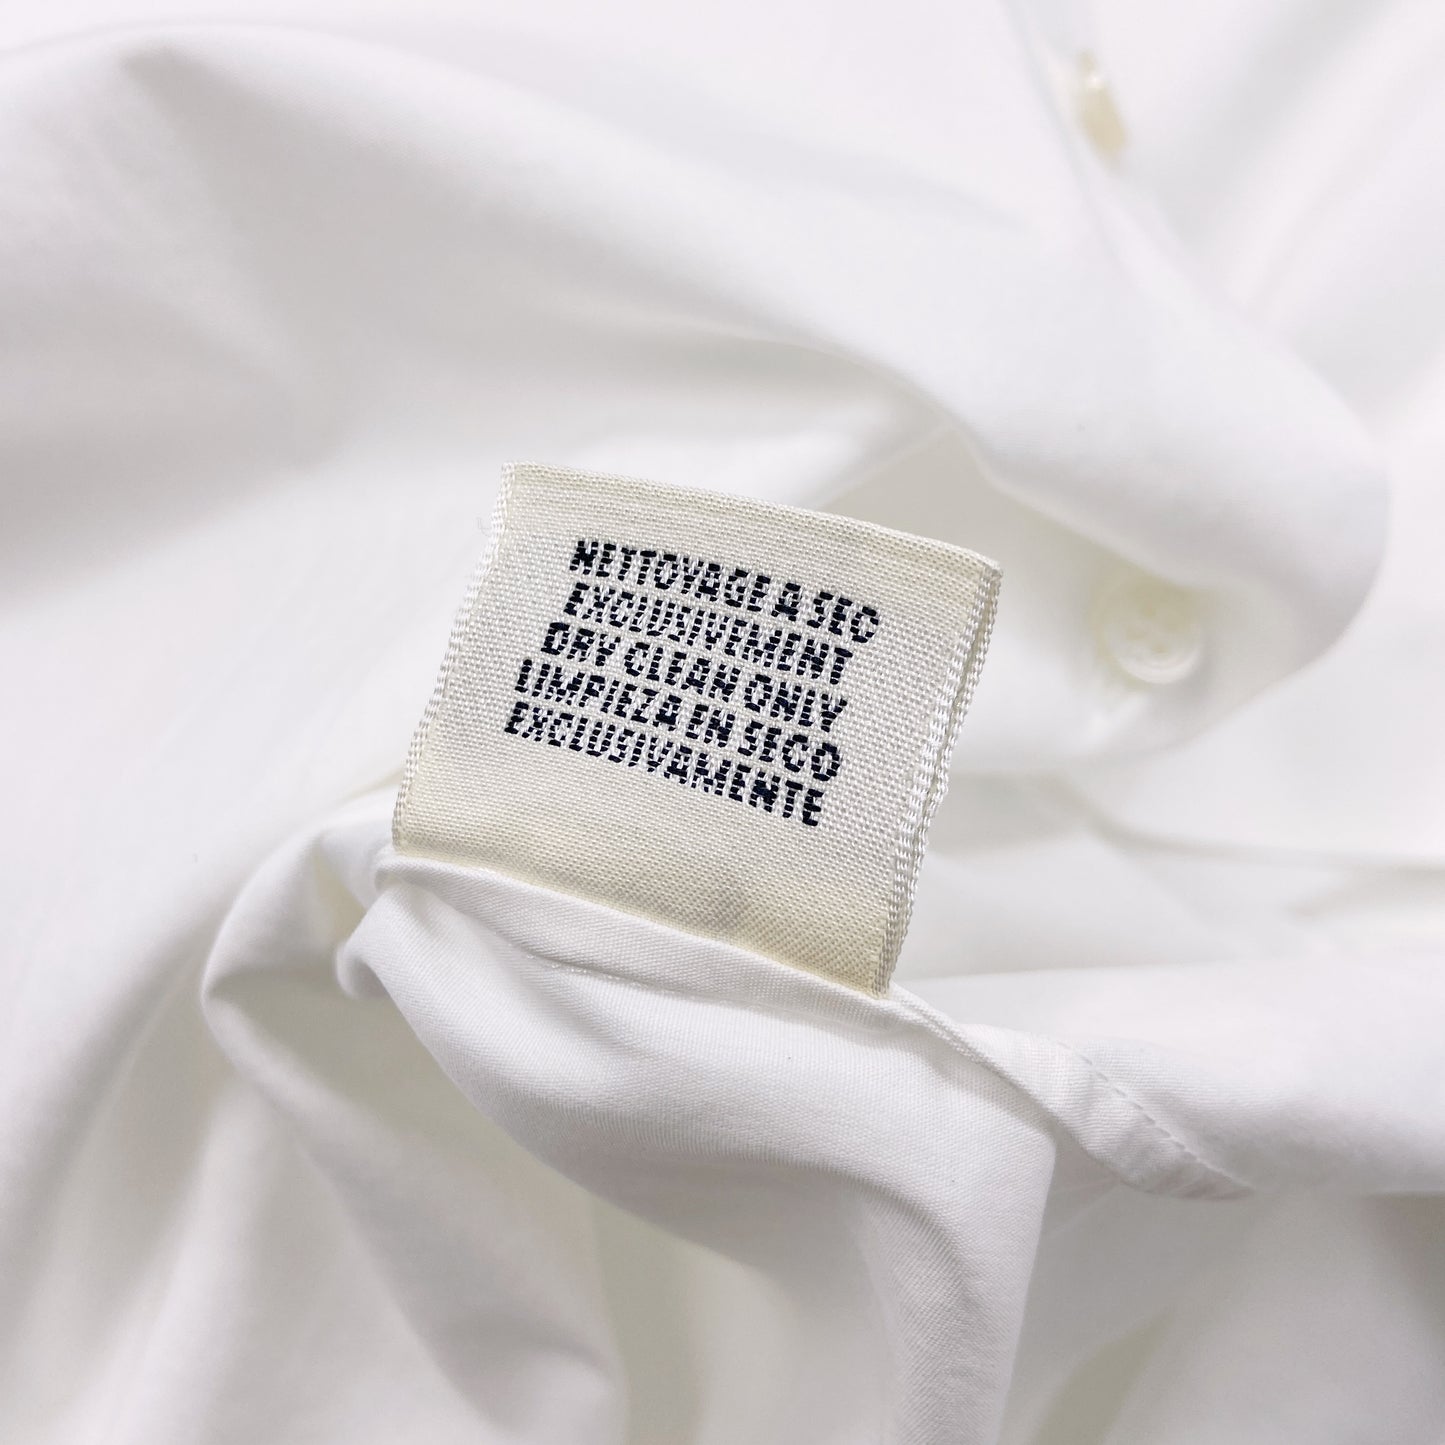 NETTOYAGE A SEC
EXCLUSIVEMENT
DRY CLEAN ONLY
LIMPIEZA EN SECO
EXCLUSIVAMENTE